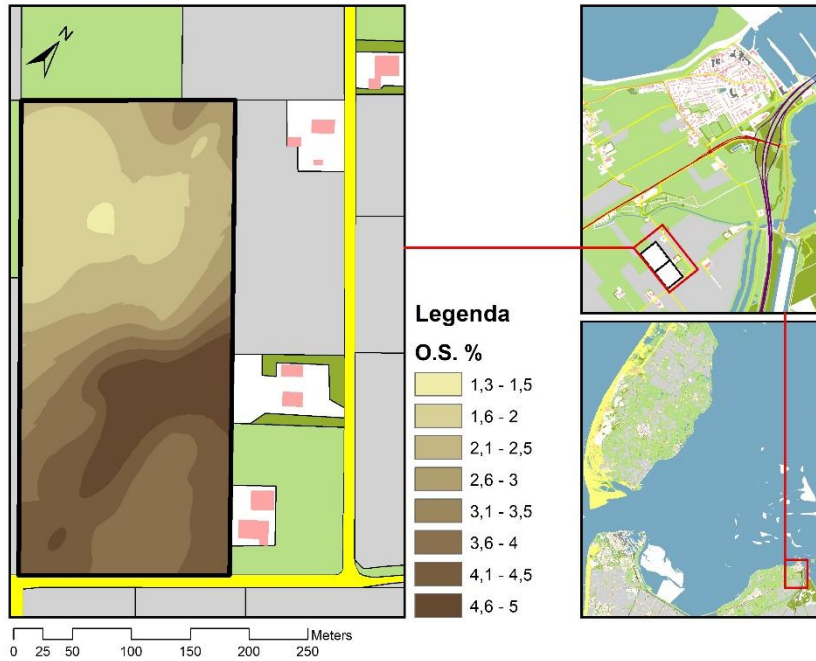 N
Legenda
O.S. %
1,3 - 1,5
1,6 - 2
2,1 - 2,5
2,6 - 3
3,1 - 3,5
3,6 - 4
4,1 - 4,5
4,6 - 5
Meters
0 25 50 100 150 200 250